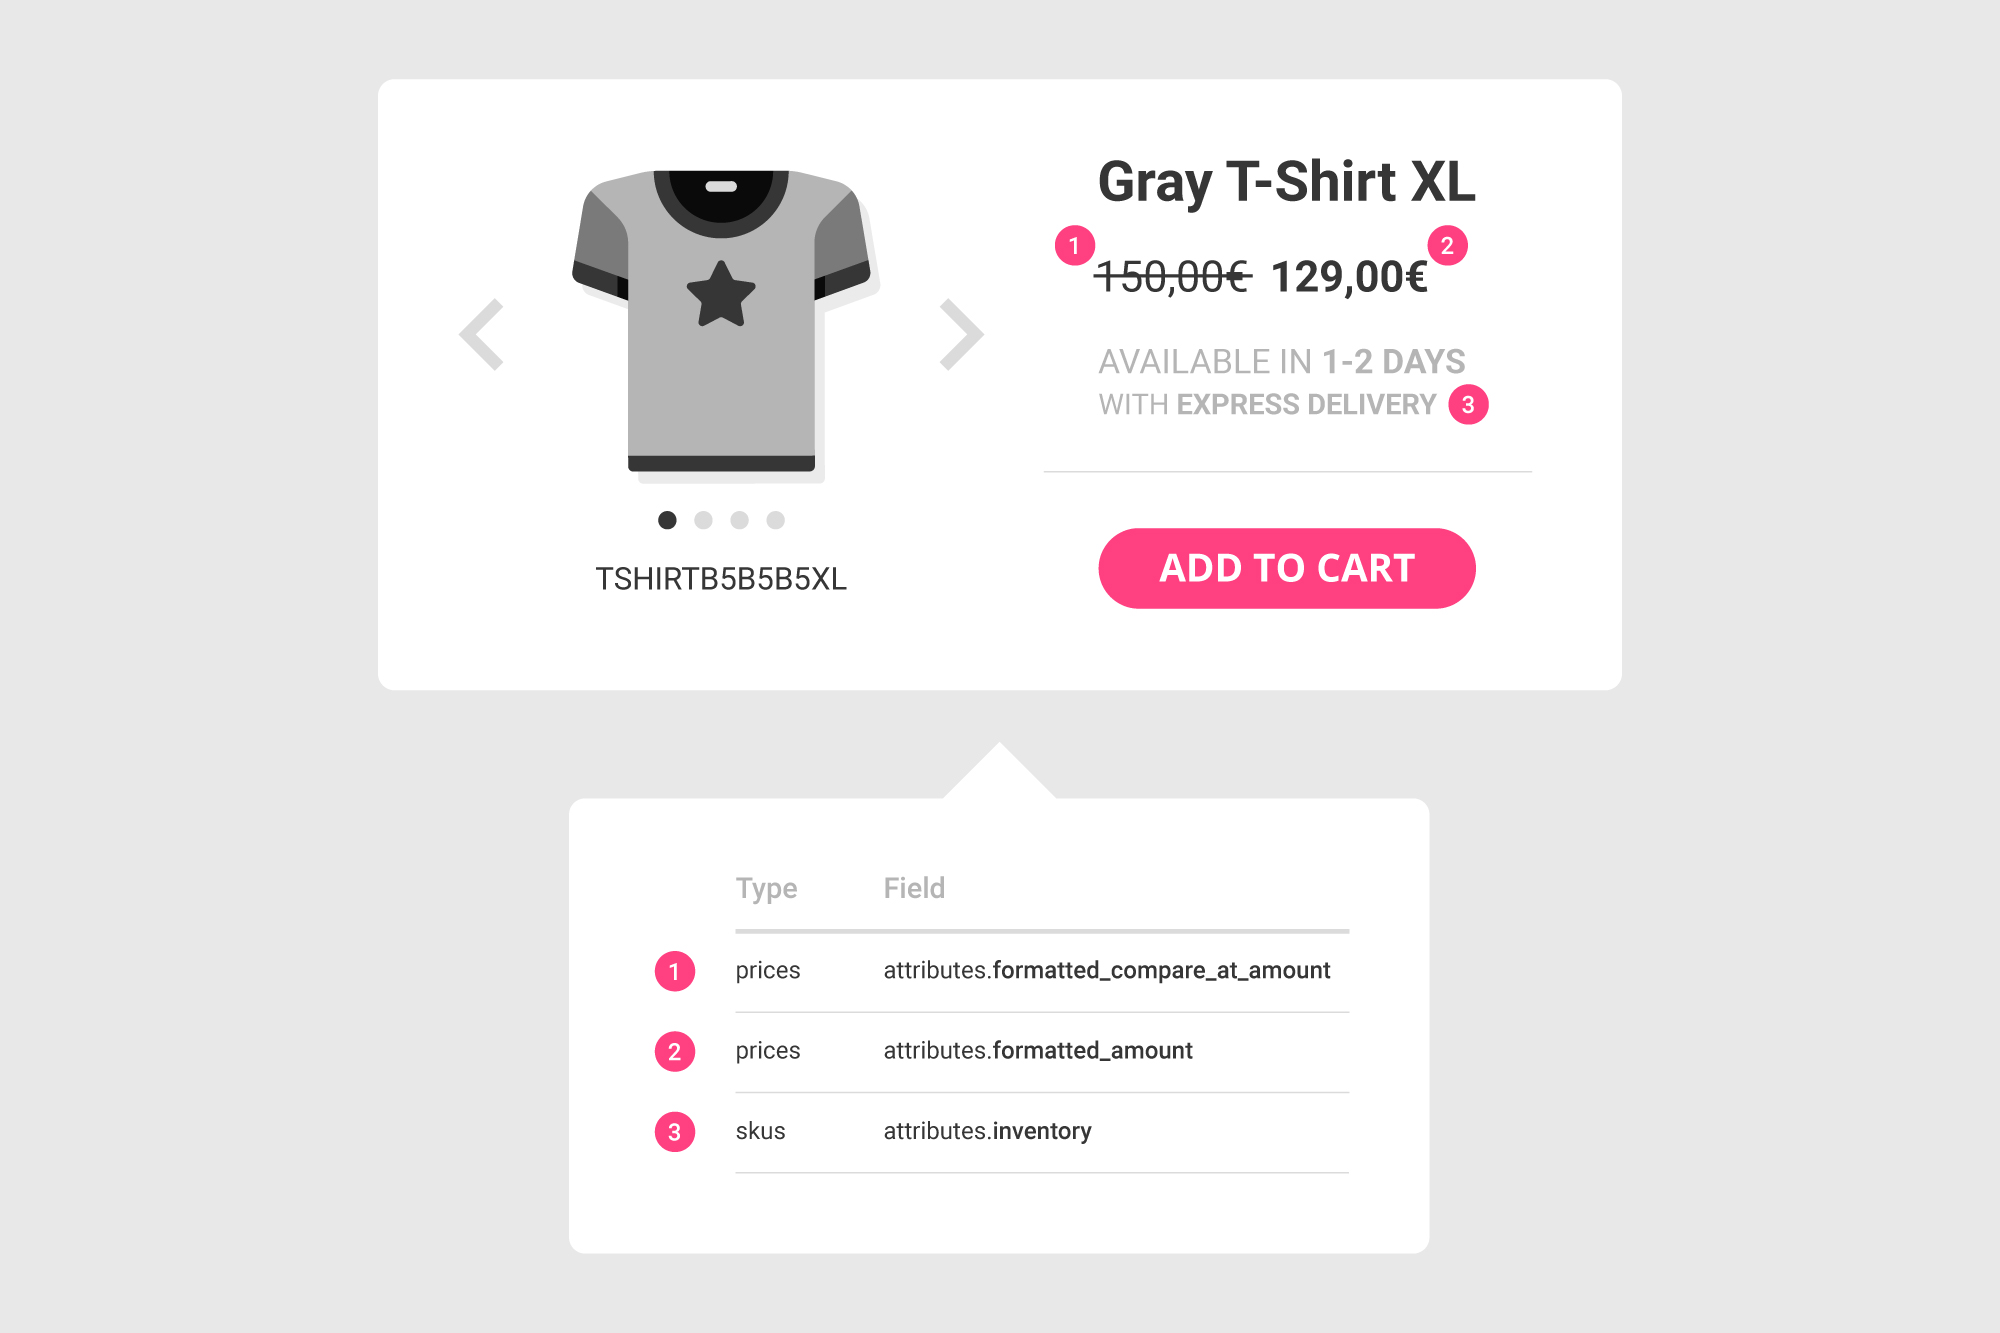 Gray T-Shirt XL
1 2
150,00€ 129,00€
AVAILABLE IN 1-2 DAYS
WITH EXPRESS DELIVERY 3
ADD TO CART
TSHIRTB5B5B5XL
Type Field
1 prices attributes.formatted_compare_at_amount
2 prices attributes.formatted_amount
3 skus attributes.inventory